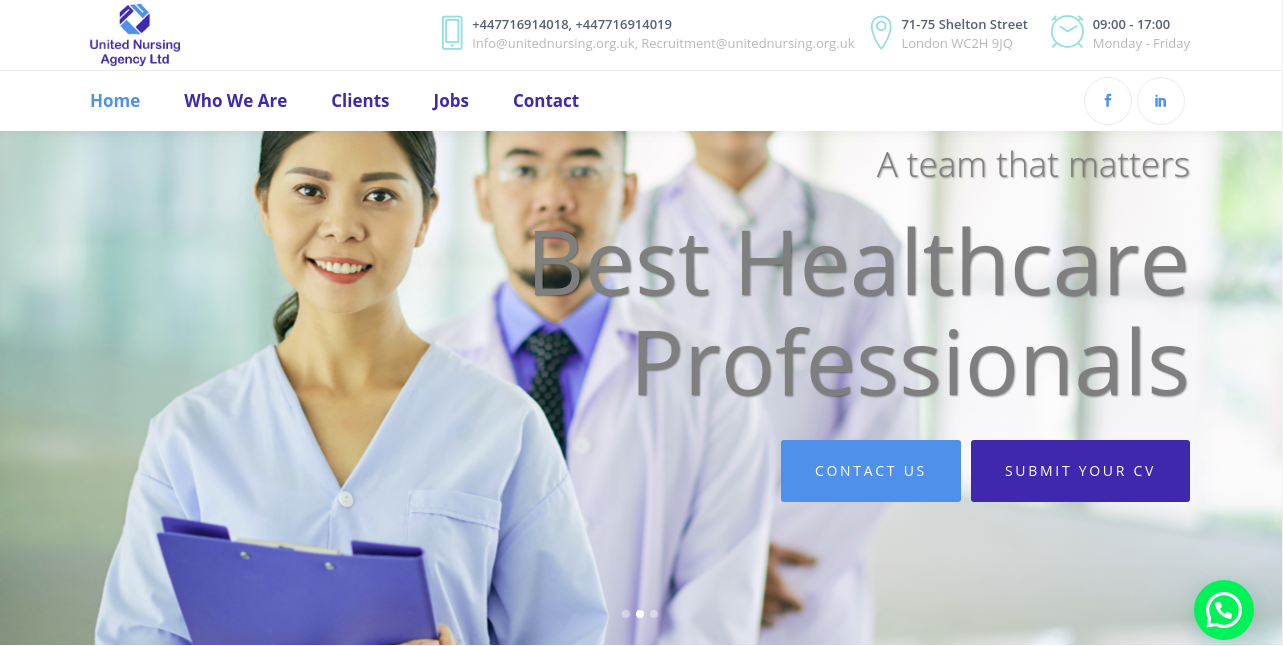 United Nursing
Agency Ltd
+447716914018, +447716914019
Info@unitednursing.org.uk, Recruitment@unitednursing.org.uk
71-75 Shelton Street
London WC2H 9JQ
09:00 - 17:00
Monday - Friday
Home Who We Are Clients Jobs Contact
f in
A team that matters
Best Healthcare
Professionals
CONTACT US SUBMIT YOUR CV